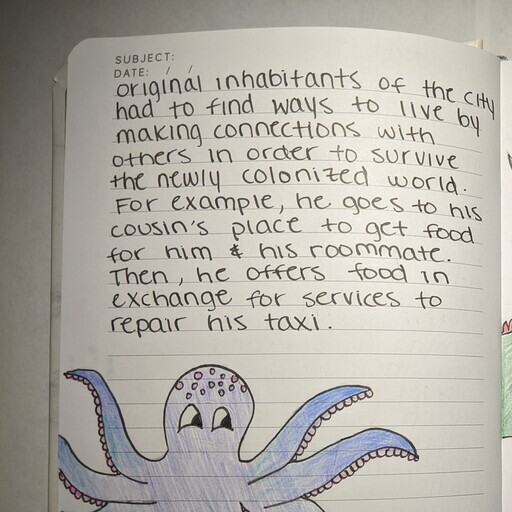 SUBJECT:
DATE: / /
original inhabitants of the city
had to find ways to live by
making connections with
others in order to survive
the newly colonized world.
For example, he goes to his
cousin's place to get food
for him & his roommate.
Then, he offers food in
exchange for services to
repair his taxi.